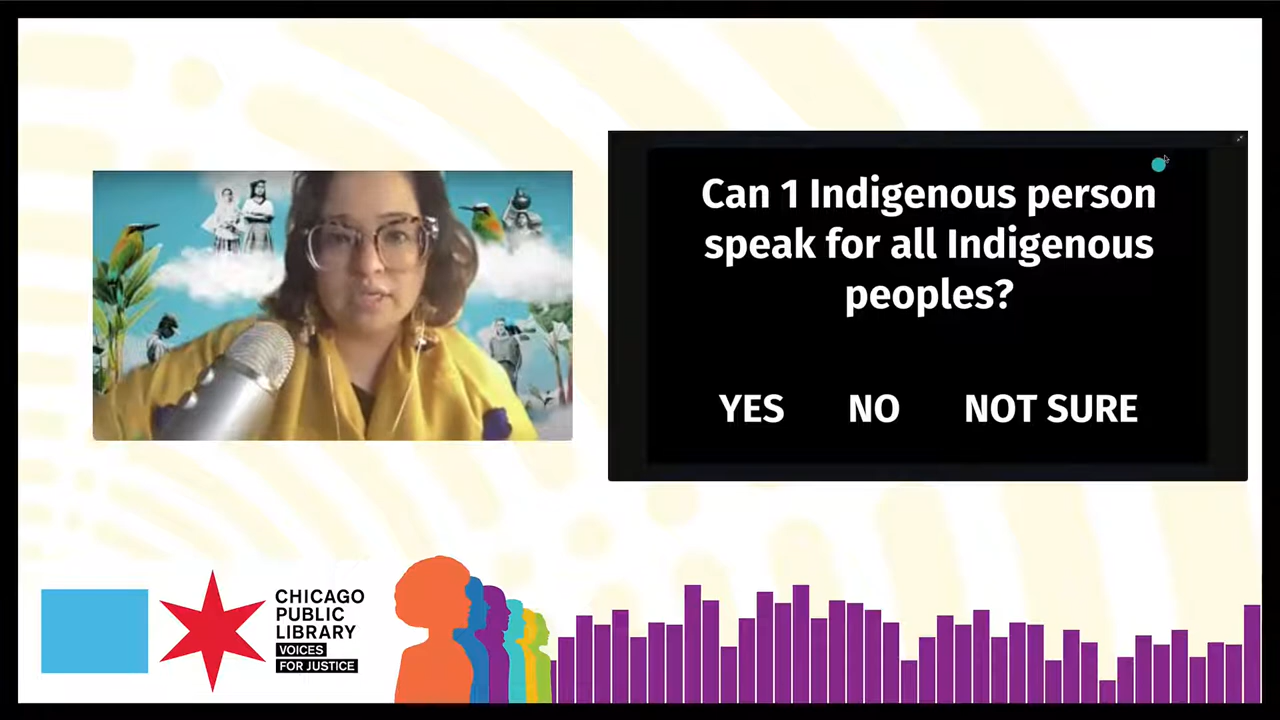 Can 1 Indigenous person
speak for all Indigenous
peoples?
YES NO NOT SURE
CHICAGO
PUBLIC
LIBRARY
VOICES
FOR JUSTICE